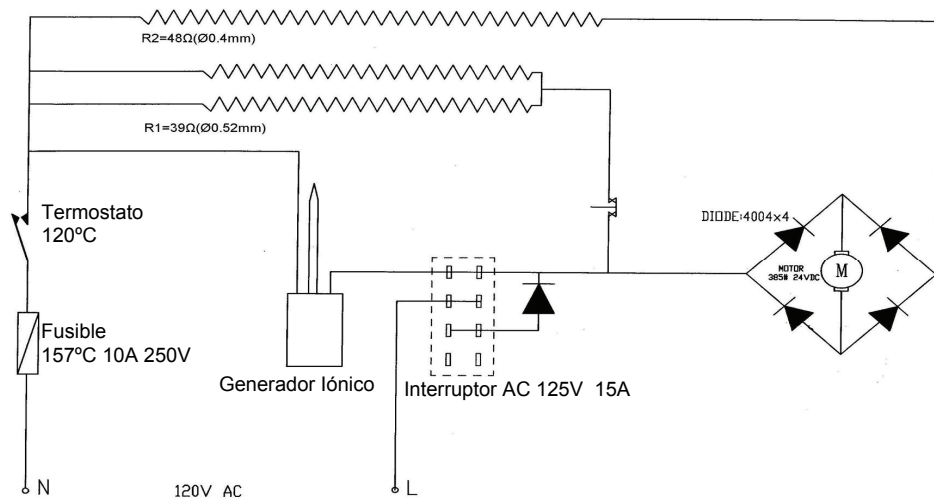 R2=48Ω(Ø0.4mm)
R1=39Ω(Ø0.52mm)
Termostato
120ºC
DIODE:4004×4
MOTOR
385# 24VDC
M
Fusible
157ºC 10A 250V
Generador Iónico
Interruptor AC 125V 15A
N
120V AC
L